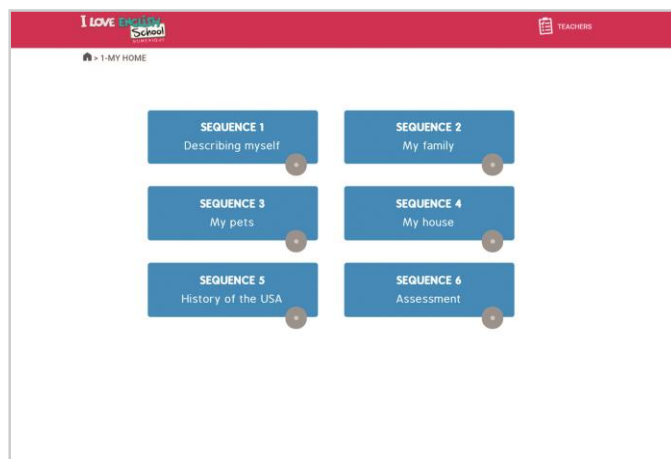 I LOVE ENGLISH
School
NUMÉRIQUE
TEACHERS
> 1-MY HOME
SEQUENCE 1
Describing myself
SEQUENCE 2
My family
SEQUENCE 3
My pets
SEQUENCE 4
My house
SEQUENCE 5
History of the USA
SEQUENCE 6
Assessment